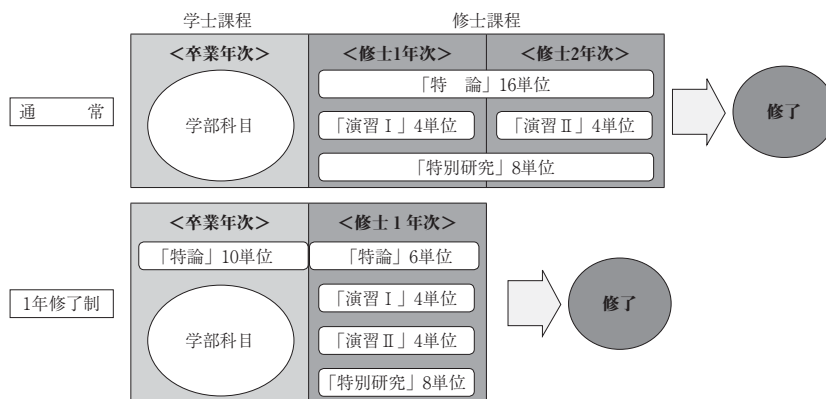 学士課程 修士課程
<卒業年次> <修士1年次> <修士2年次>
「特　論」16単位
通　　常 学部科目 「演習Ⅰ」4単位 「演習Ⅱ」4単位 修了
「特別研究」8単位
<卒業年次> <修士1年次>
「特論」10単位 「特論」6単位
1年修了制 学部科目 「演習Ⅰ」4単位 修了
「演習Ⅱ」4単位
「特別研究」8単位